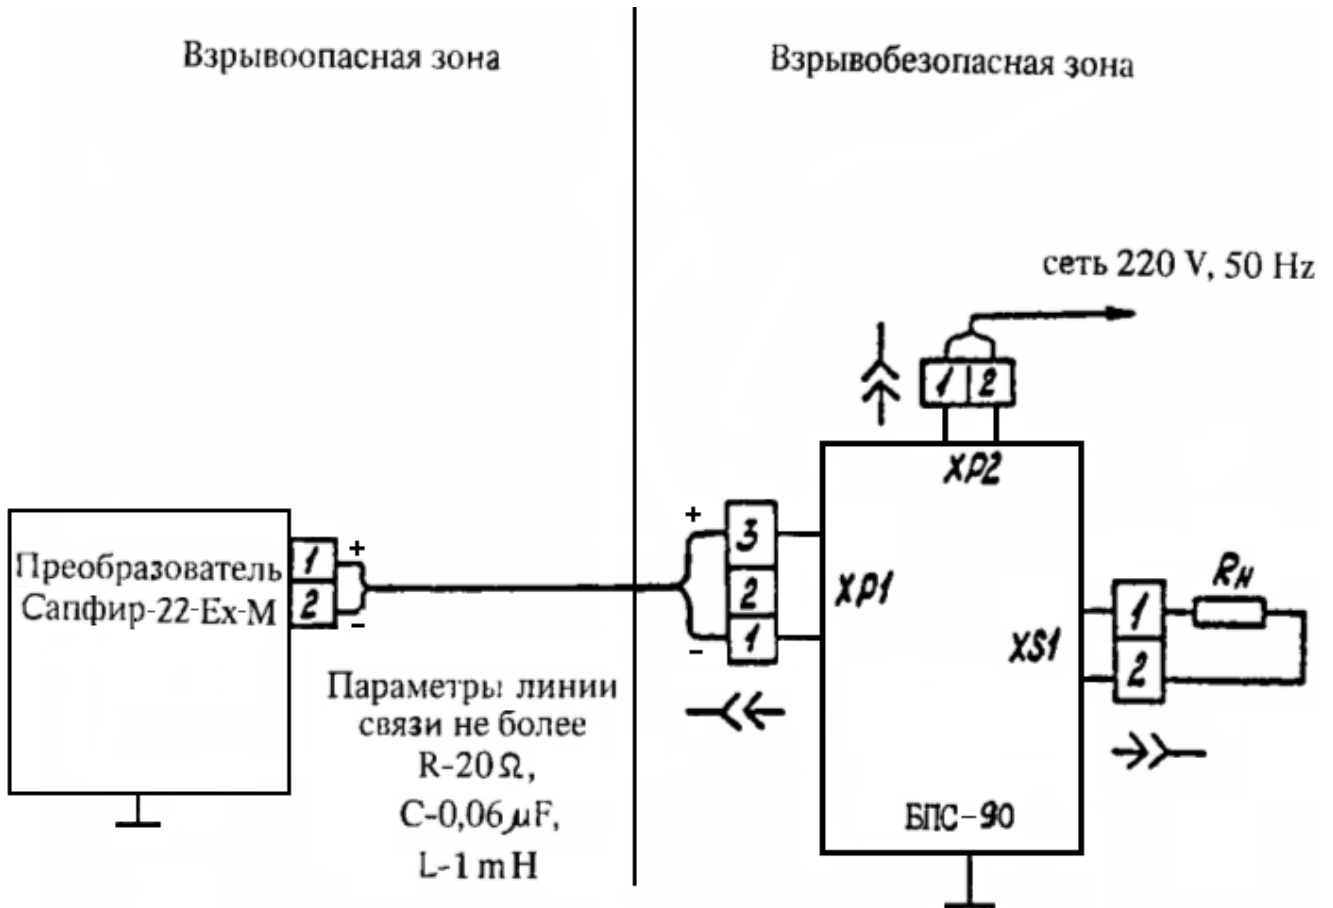 Взрывоопасная зона
Взрывобезопасная зона
сеть 220 V, 50 Hz
1 2
XP2
Преобразователь
Сапфир-22-Ex-M
1 +
2 -
+ 3
2
- 1
XP1
XS1
1
2
Rн
Параметры линии
связи не более
R-20Ω,
C-0,06μF,
L-1mH
БПС-90